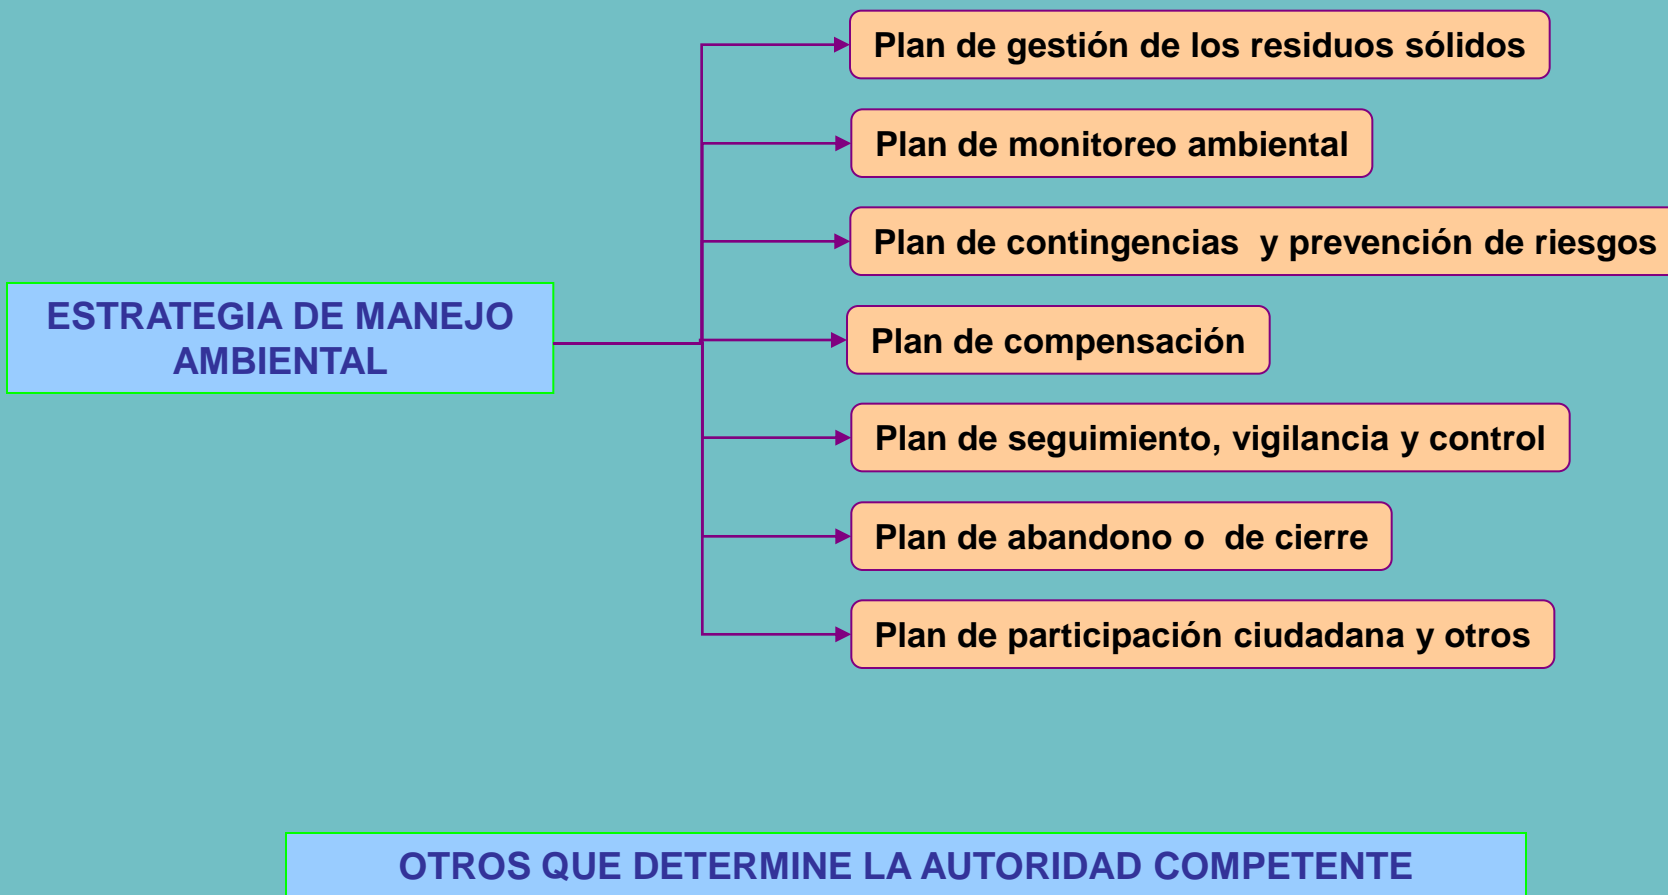 Plan de gestión de los residuos sólidos
Plan de monitoreo ambiental
Plan de contingencias  y prevención de riesgos
ESTRATEGIA DE MANEJO
AMBIENTAL
Plan de compensación
Plan de seguimiento, vigilancia y control
Plan de abandono o  de cierre
Plan de participación ciudadana y otros
OTROS QUE DETERMINE LA AUTORIDAD COMPETENTE